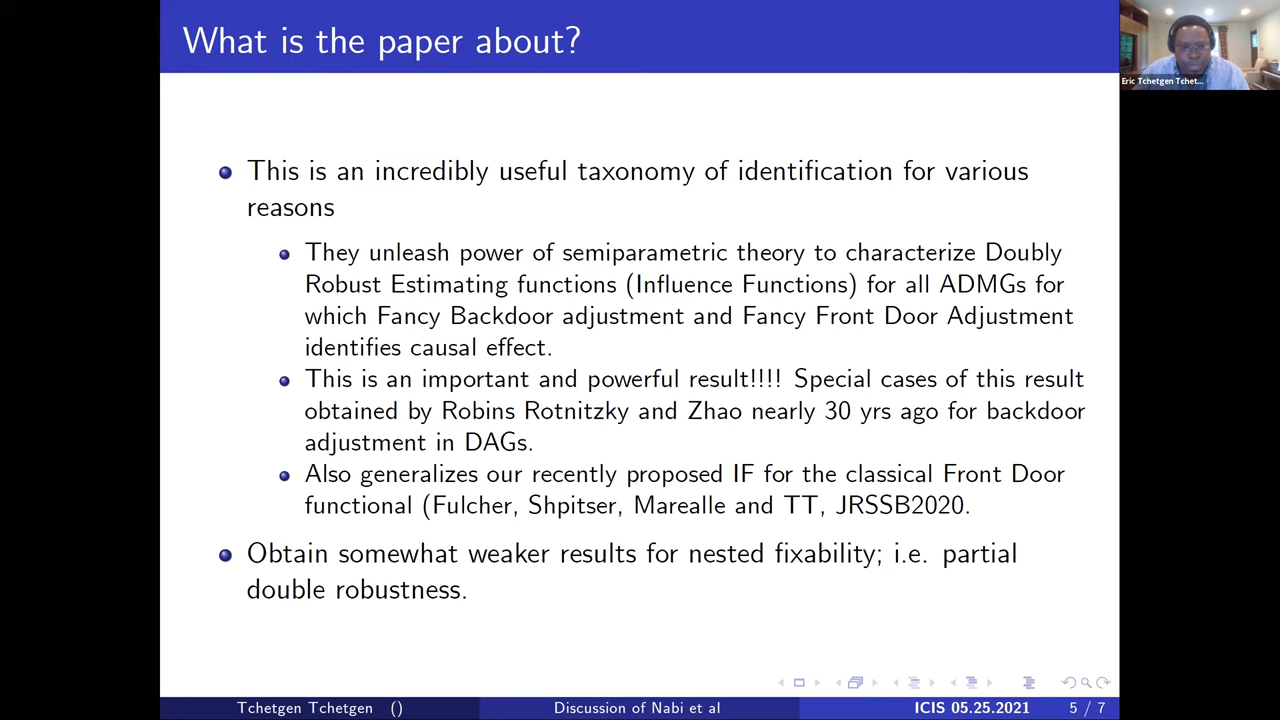 What is the paper about?
Eric Tchetgen Tchet...
This is an incredibly useful taxonomy of identification for various
reasons
They unleash power of semiparametric theory to characterize Doubly
Robust Estimating functions (Influence Functions) for all ADMGs for
which Fancy Backdoor adjustment and Fancy Front Door Adjustment
identifies causal effect.
This is an important and powerful result!!!! Special cases of this result
obtained by Robins Rotnitzky and Zhao nearly 30 yrs ago for backdoor
adjustment in DAGs.
Also generalizes our recently proposed IF for the classical Front Door
functional (Fulcher, Shpitser, Marealle and TT, JRSSB2020.
Obtain somewhat weaker results for nested fixability; i.e. partial
double robustness.
Tchetgen Tchetgen () Discussion of Nabi et al ICIS 05.25.2021 5 / 7